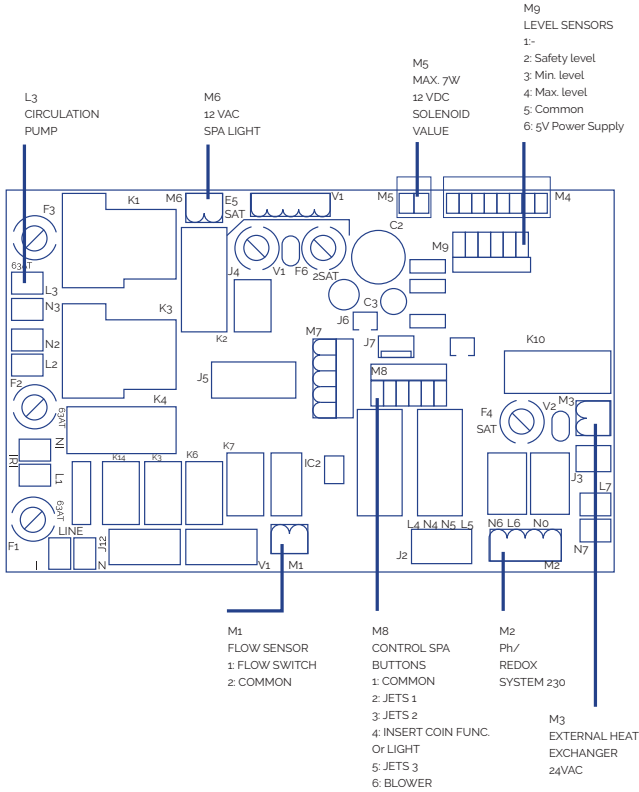 M9
LEVEL SENSORS
1:-
2: Safety level
3: Min. level
4: Max. level
5: Common
6: 5V Power Supply
M5
MAX. 7W
12 VDC
SOLENOID
VALUE
L3
CIRCULATION
PUMP
M6
12 VAC
SPA LIGHT
K1
M6
E5
SAT
V1
M5
M4
F3
C2
M9
63AT
J4
V1
F6
2SAT
L3
N3
K3
C3
J6
K2
M7
N2
J7
K10
L2
M8
J5
F2
K4
M3
V2
F4
SAT
63AT
NI
IRI
K14
K3
K6
K7
IC2
J3
L1
L7
63AT
LINE
L4 N4 N5 L5
N6 L6 N0
F1
J12
J2
N7
I
N
V1
M1
M2
M1
FLOW SENSOR
1: FLOW SWITCH
2: COMMON
M8
CONTROL SPA
BUTTONS
1: COMMON
2: JETS 1
3: JETS 2
4: INSERT COIN FUNC.
Or LIGHT
5: JETS 3
6: BLOWER
M2
Ph/
REDOX
SYSTEM 230
M3
EXTERNAL HEAT
EXCHANGER
24VAC